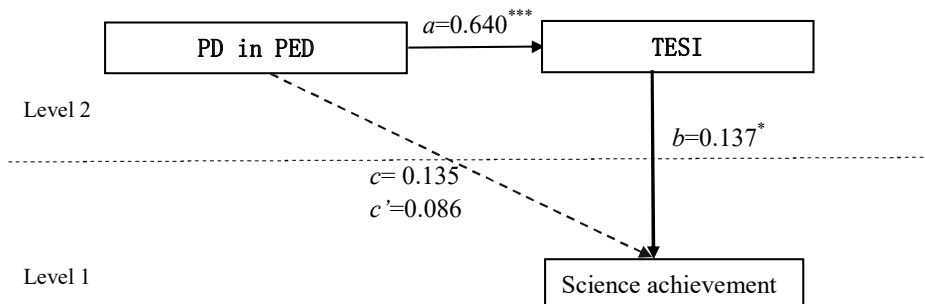 a=0.640***
PD in PED
TESI
Level 2
b=0.137*
c= 0.135
c’=0.086
Level 1
Science achievement